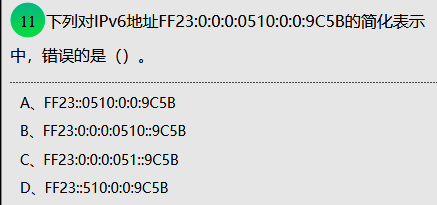 11 下列对IPv6地址FF23:0:0:0:0510:0:0:9C5B的简化表示
中，错误的是（）。
A、FF23::0510:0:0:9C5B
B、FF23:0:0:0:0510::9C5B
C、FF23:0:0:0:051::9C5B
D、FF23::510:0:0:9C5B